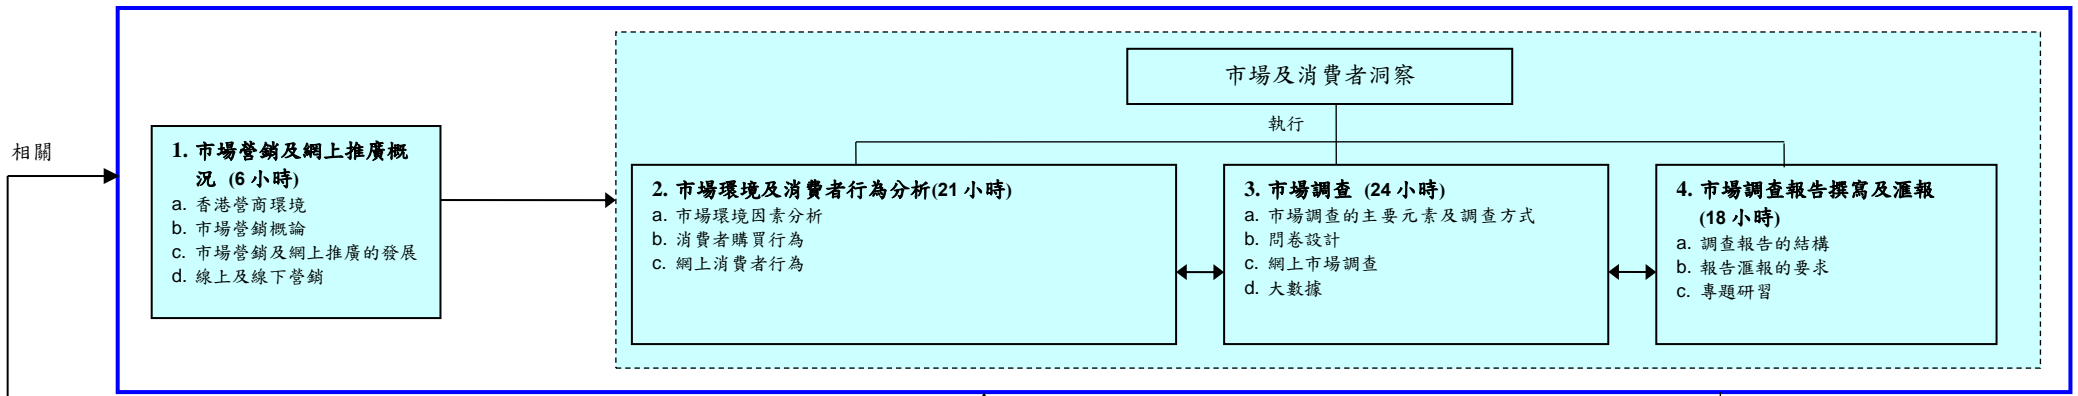 市場及消費者洞察
執行
相關
1. 市場營銷及網上推廣概
況 (6 小時)
a. 香港營商環境
b. 市場營銷概論
c. 市場營銷及網上推廣的發展
d. 線上及線下營銷
2. 市場環境及消費者行為分析(21 小時)
a. 市場環境因素分析
b. 消費者購買行為
c. 網上消費者行為
3. 市場調查 (24 小時)
a. 市場調查的主要元素及調查方式
b. 問卷設計
c. 網上市場調查
d. 大數據
4. 市場調查報告撰寫及滙報
(18 小時)
a. 調查報告的結構
b. 報告滙報的要求
c. 專題研習